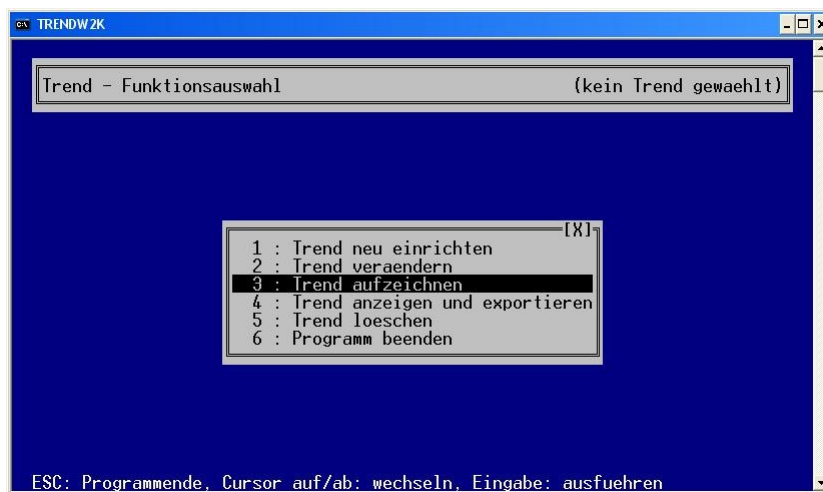 TRENDW2K
Trend - Funktionsauswahl (kein Trend gewaehlt)
[X]
1 : Trend neu einrichten
2 : Trend veraendern
3 : Trend aufzeichnen
4 : Trend anzeigen und exportieren
5 : Trend loeschen
6 : Programm beenden
ESC: Programmende, Cursor auf/ab: wechseln, Eingabe: ausfuehren